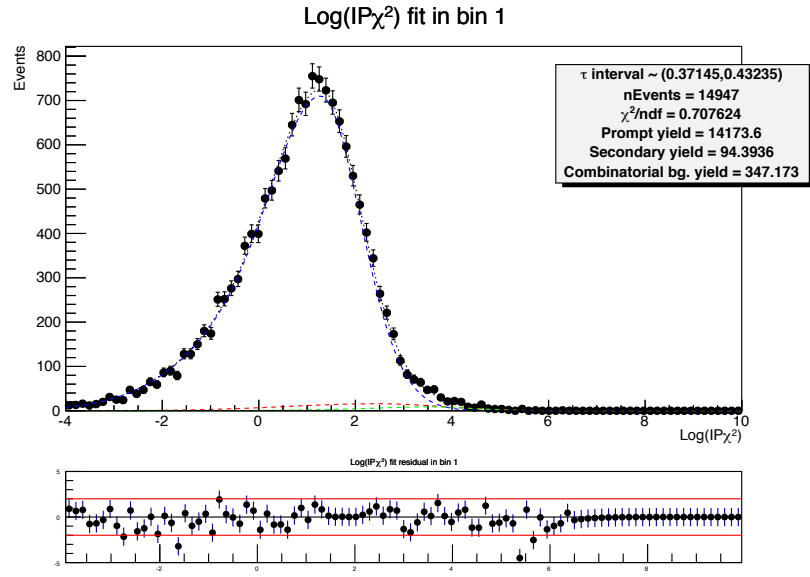 Log(IPχ²) fit in bin 1
Events
800
700
600
500
400
300
200
100
0
-4 -2 0 2 4 6 8 10
Log(IPχ²)
τ interval ~ (0.37145,0.43235)
nEvents = 14947
χ²/ndf = 0.707624
Prompt yield = 14173.6
Secondary yield = 94.3936
Combinatorial bg. yield = 347.173
Log(IPχ²) fit residual in bin 1
5
0
-5
-2 0 2 4 6 8